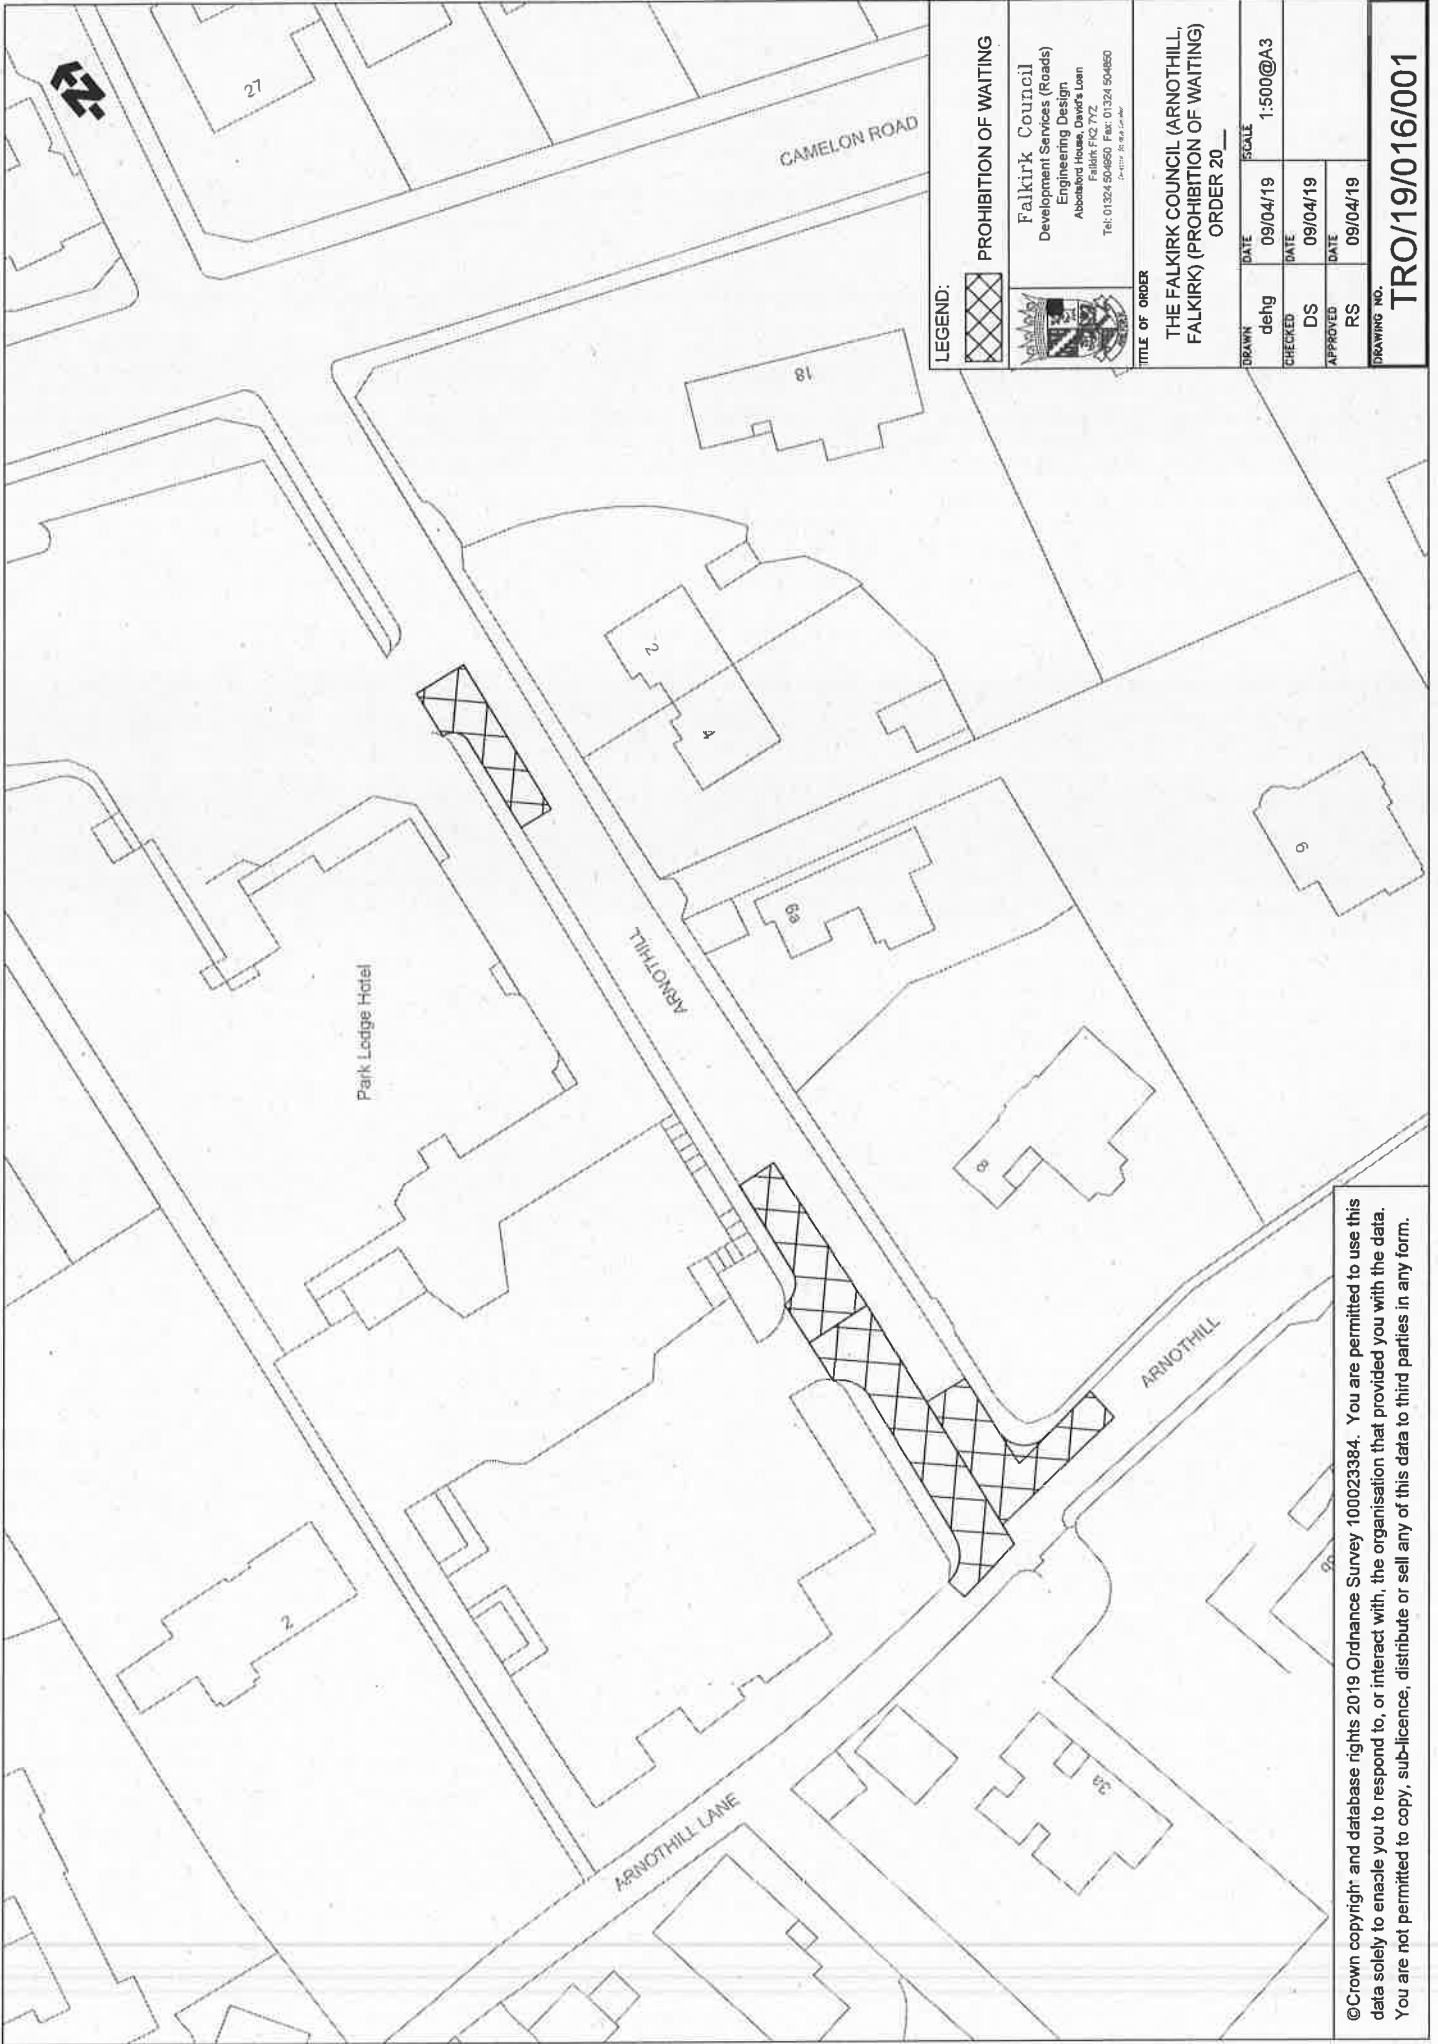 LEGEND:
PROHIBITION OF WAITING
Falkirk Council
Development Services (Roads)
Engineering Design
Abbotsford House, David's Loan
Falkirk FK2 7YZ
Tel: 01324 504950 Fax: 01324 504850
TITLE OF ORDER
THE FALKIRK COUNCIL (ARNOTHILL,
FALKIRK) (PROHIBITION OF WAITING)
ORDER 20__
DRAWN
dehg
DATE
09/04/19
SCALE
1:500@A3
CHECKED
DS
DATE
09/04/19
APPROVED
RS
DATE
09/04/19
DRAWING NO.
TRO/19/016/001
N
27
CAMELON ROAD
18
2
4
6a
6
ARNOTHILL
Park Lodge Hotel
8
ARNOTHILL
2
ARNOTHILL LANE
3a
©Crown copyright and database rights 2019 Ordnance Survey 100023384. You are permitted to use this
data solely to enable you to respond to, or interact with, the organisation that provided you with the data.
You are not permitted to copy, sub-licence, distribute or sell any of this data to third parties in any form.